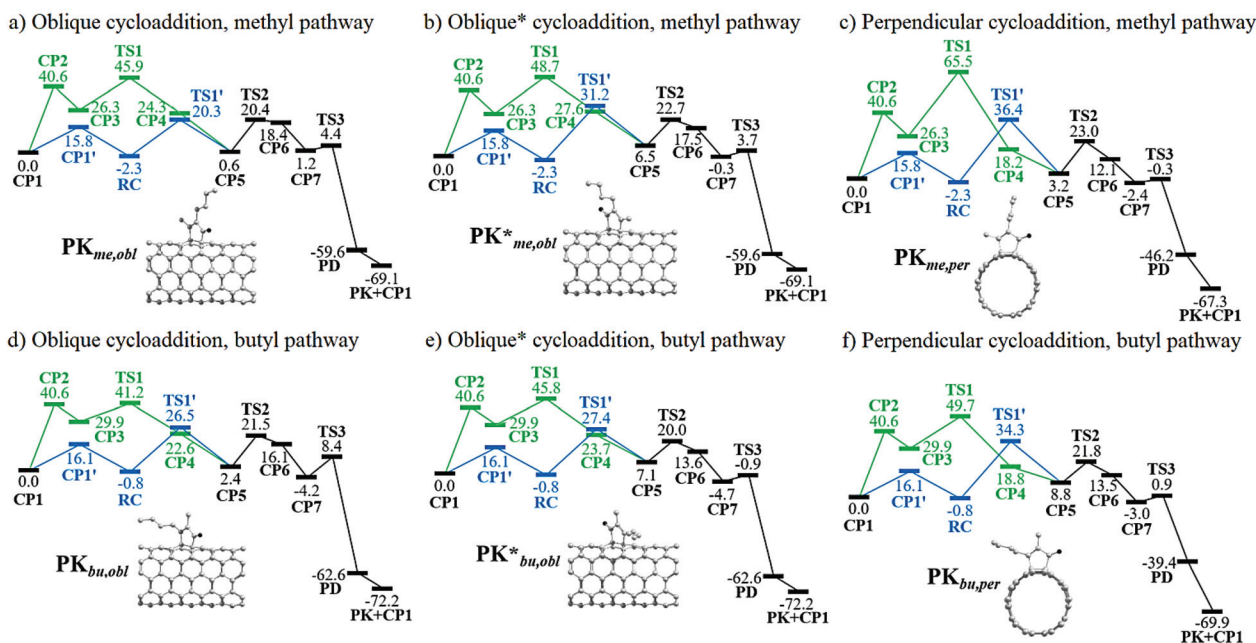 a) Oblique cycloaddition, methyl pathway
CP2
40.6
TS1
45.9
26.3
CP3
24.3
CP4
TS1'
20.3
15.8
CP1'
0.0
CP1
-2.3
RC
0.6
CP5
TS2
20.4
18.4
CP6
1.2
CP7
TS3
4.4
-59.6
PD
-69.1
PK+CP1
PKme,obl
b) Oblique* cycloaddition, methyl pathway
CP2
40.6
TS1
48.7
26.3
CP3
27.6
CP4
TS1'
31.2
15.8
CP1'
0.0
CP1
-2.3
RC
6.5
CP5
TS2
22.7
17.5
CP6
-0.3
CP7
TS3
3.7
-59.6
PD
-69.1
PK+CP1
PK*me,obl
c) Perpendicular cycloaddition, methyl pathway
CP2
40.6
TS1
65.5
26.3
CP3
18.2
CP4
TS1'
36.4
15.8
CP1'
0.0
CP1
-2.3
RC
3.2
CP5
TS2
23.0
12.1
CP6
-2.4
CP7
TS3
-0.3
-46.2
PD
-67.3
PK+CP1
PKme,per
d) Oblique cycloaddition, butyl pathway
CP2
40.6
TS1
41.2
29.9
CP3
22.6
CP4
TS1'
26.5
16.1
CP1'
0.0
CP1
-0.8
RC
2.4
CP5
TS2
21.5
16.1
CP6
-4.2
CP7
TS3
8.4
-62.6
PD
-72.2
PK+CP1
PKbu,obl
e) Oblique* cycloaddition, butyl pathway
CP2
40.6
TS1
45.8
29.9
CP3
23.7
CP4
TS1'
27.4
16.1
CP1'
0.0
CP1
-0.8
RC
7.1
CP5
TS2
20.0
13.6
CP6
-4.7
CP7
TS3
-0.9
-62.6
PD
-72.2
PK+CP1
PK*bu,obl
f) Perpendicular cycloaddition, butyl pathway
CP2
40.6
TS1
49.7
29.9
CP3
18.8
CP4
TS1'
34.3
16.1
CP1'
0.0
CP1
-0.8
RC
8.8
CP5
TS2
21.8
13.5
CP6
-3.0
CP7
TS3
0.9
-39.4
PD
-69.9
PK+CP1
PKbu,per